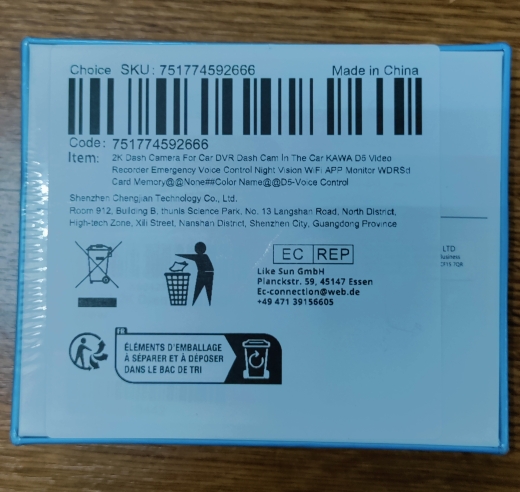 Choice SKU: 751774592666 Made in China
Code: 751774592666
Item: 2K Dash Camera For Car DVR Dash Cam In The Car KAWA D5 Video
Recorder Emergency Voice Control Night Vision WiFi APP Monitor WDRSd
Card Memory@@None##Color Name@@D5-Voice Control
Shenzhen Chengjian Technology Co., Ltd.
Room 912, Building B, thunis Science Park, No. 13 Langshan Road, North District,
High-tech Zone, Xili Street, Nanshan District, Shenzhen City, Guangdong Province
EC REP
Like Sun GmbH
Planckstr. 59, 45147 Essen
Ec-connection@web.de
+49 471 39156605
LTD
FR
ÉLÉMENTS D'EMBALLAGE
À SÉPARER ET À DÉPOSER
DANS LE BAC DE TRI